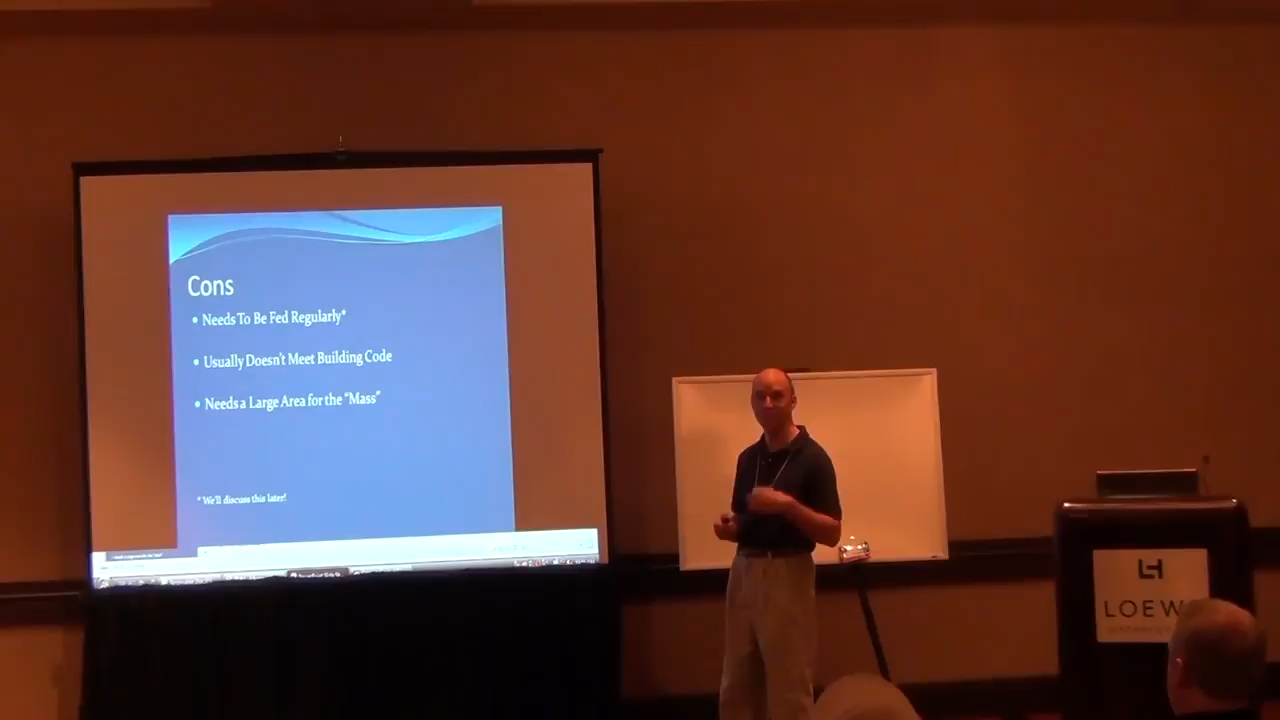 Cons
• Needs To Be Fed Regularly*
• Usually Doesn't Meet Building Code
• Needs a Large Area for the “Mass”
* We'll discuss this later!
LOEW